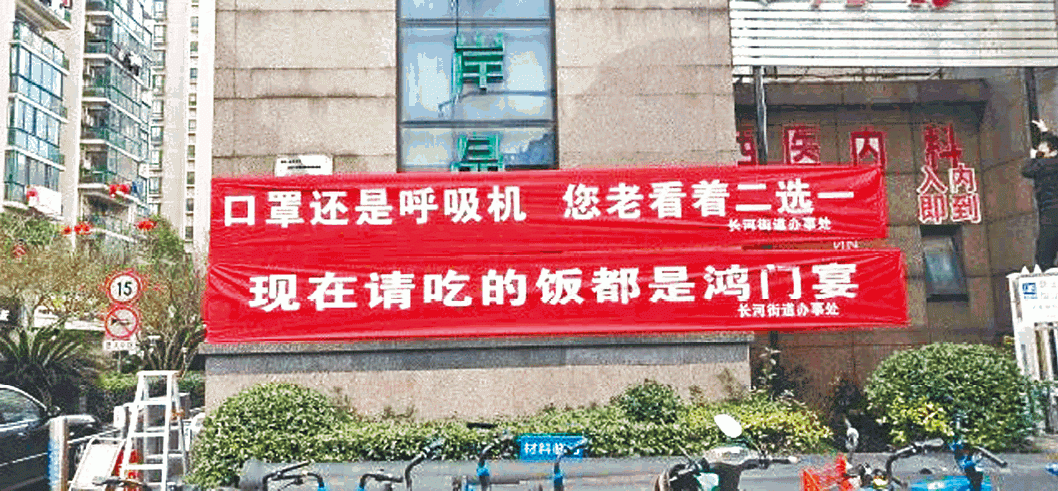 口罩还是呼吸机 您老看着二选一
长河街道办事处
现在请吃的饭都是鸿门宴
长河街道办事处
西医内科
入内
即到
15